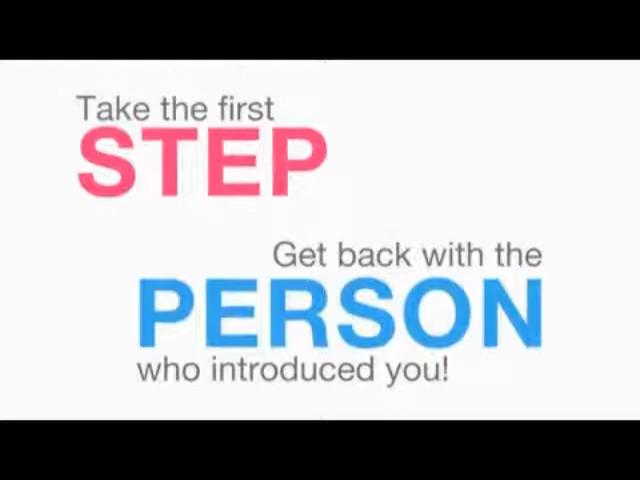 Take the first
STEP
Get back with the
PERSON
who introduced you!